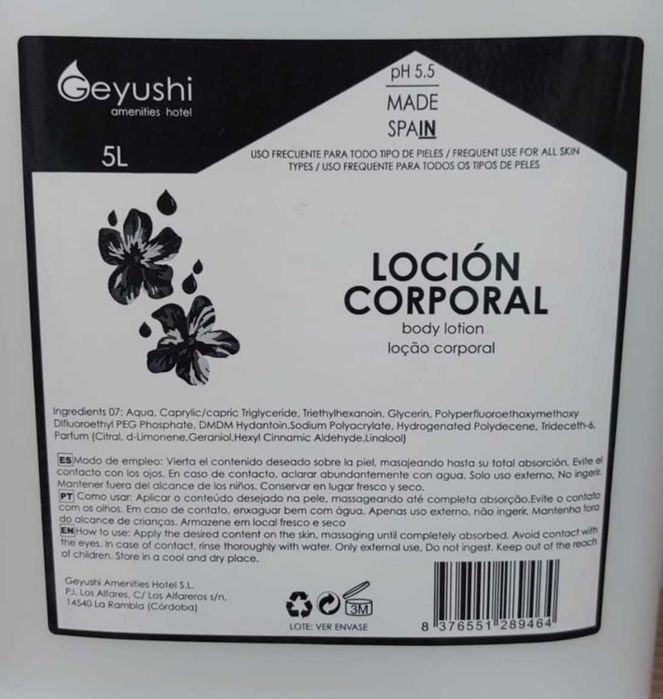 Geyushi
amenities hotel
5L
pH 5.5
MADE
SPAIN
USO FRECUENTE PARA TODO TIPO DE PIELES / FREQUENT USE FOR ALL SKIN
TYPES / USO FREQUENTE PARA TODOS OS TIPOS DE PELES
LOCIÓN
CORPORAL
body lotion
loção corporal
Ingredients 07: Aqua, Caprylic/capric Triglyceride, Triethylhexanoin, Glycerin, Polyperfluoroethoxymethoxy
Difluoroethyl PEG Phosphate, DMDM Hydantoin,Sodium Polyacrylate, Hydrogenated Polydecene, Trideceth-6,
Parfum (Citral, d-Limonene,Geraniol,Hexyl Cinnamic Aldehyde,Linalool)
ES Modo de empleo: Vierta el contenido deseado sobre la piel, masajeando hasta su total absorción. Evite el
contacto con los ojos. En caso de contacto, aclarar abundantemente con agua. Solo uso externo, No ingerir.
Mantener fuera del alcance de los niños. Conservar en lugar fresco y seco.
PT Como usar: Aplicar o conteúdo desejado na pele, massageando até completa absorção.Evite o contato
com os olhos. Em caso de contato, enxaguar bem com água. Apenas uso externo, não ingerir. Mantenha fora
do alcance de crianças. Armazene em local fresco e seco
EN How to use: Apply the desired content on the skin, massaging until completely absorbed. Avoid contact with
the eyes. In case of contact, rinse thoroughly with water. Only external use. Do not ingest. Keep out of the reach
of children. Store in a cool and dry place.
Geyushi Amenities Hotel S.L.
P.I. Los Alfares, C/ Los Alfareros s/n,
14540 La Rambla (Córdoba)
3M
LOTE: VER ENVASE
8 376551 289464